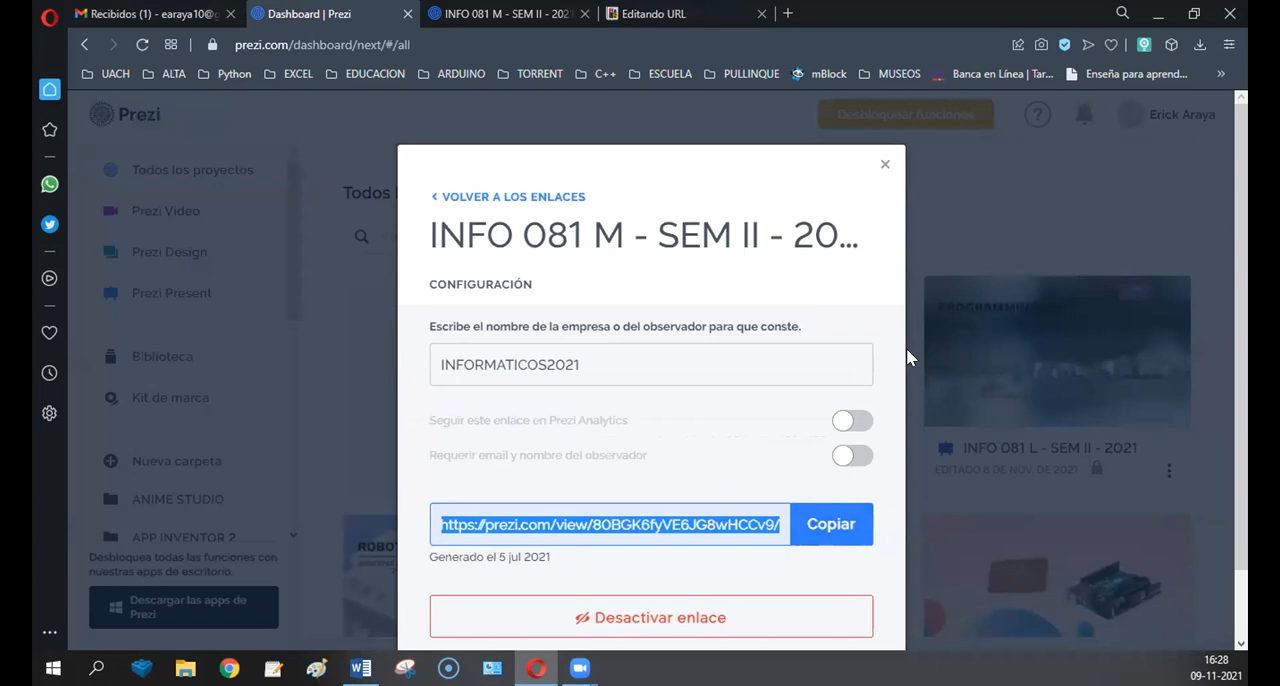 Recibidos (1) - earaya10@g
Dashboard | Prezi
INFO 081 M - SEM II - 202
Editando URL
prezi.com/dashboard/next/#/all
UACH
ALTA
Python
EXCEL
EDUCACION
ARDUINO
TORRENT
C++
ESCUELA
PULLINQUE
mBlock
MUSEOS
Banca en Línea | Tar...
Enseña para aprend...
»
Prezi
Desbloquear funciones
?
Erick Araya
Todos los proyectos
Prezi Video
Prezi Design
Prezi Present
Biblioteca
Kit de marca
Nueva carpeta
ANIME STUDIO
APP INVENTOR 2
Desbloquea todas las funciones con
nuestras apps de escritorio.
Descargar las apps de
Prezi
Todos
VOLVER A LOS ENLACES
INFO 081 M - SEM II - 20...
CONFIGURACIÓN
Escribe el nombre de la empresa o del observador para que conste.
INFORMATICOS2021
Seguir este enlace en Prezi Analytics
Requerir email y nombre del observador
https://prezi.com/view/80BGK6fyVE6JG8wHCCv9/
Copiar
Generado el 5 jul 2021
Desactivar enlace
INFO 081 L - SEM II - 2021
EDITADO 8 DE NOV. DE 2021
16:28
09-11-2021